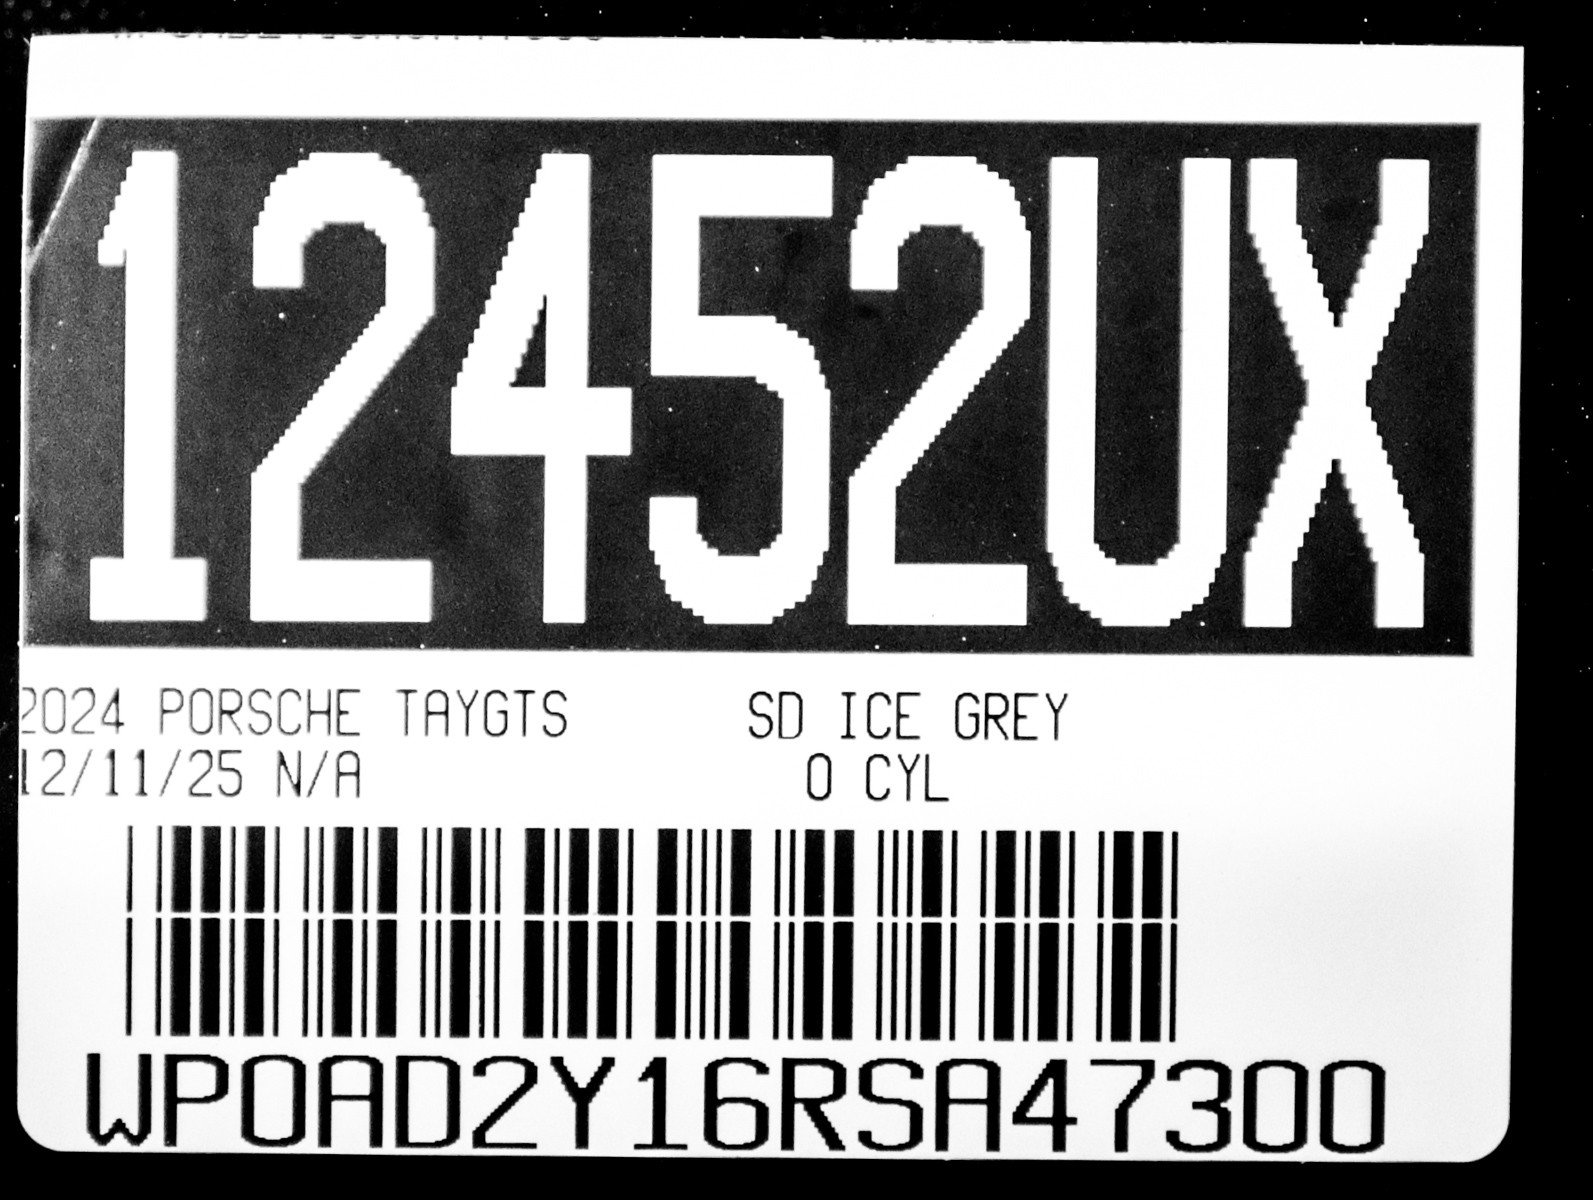 12452UX
2024 PORSCHE TAYGTS SD ICE GREY
12/11/25 N/A 0 CYL
WP0AD2Y16RSA47300